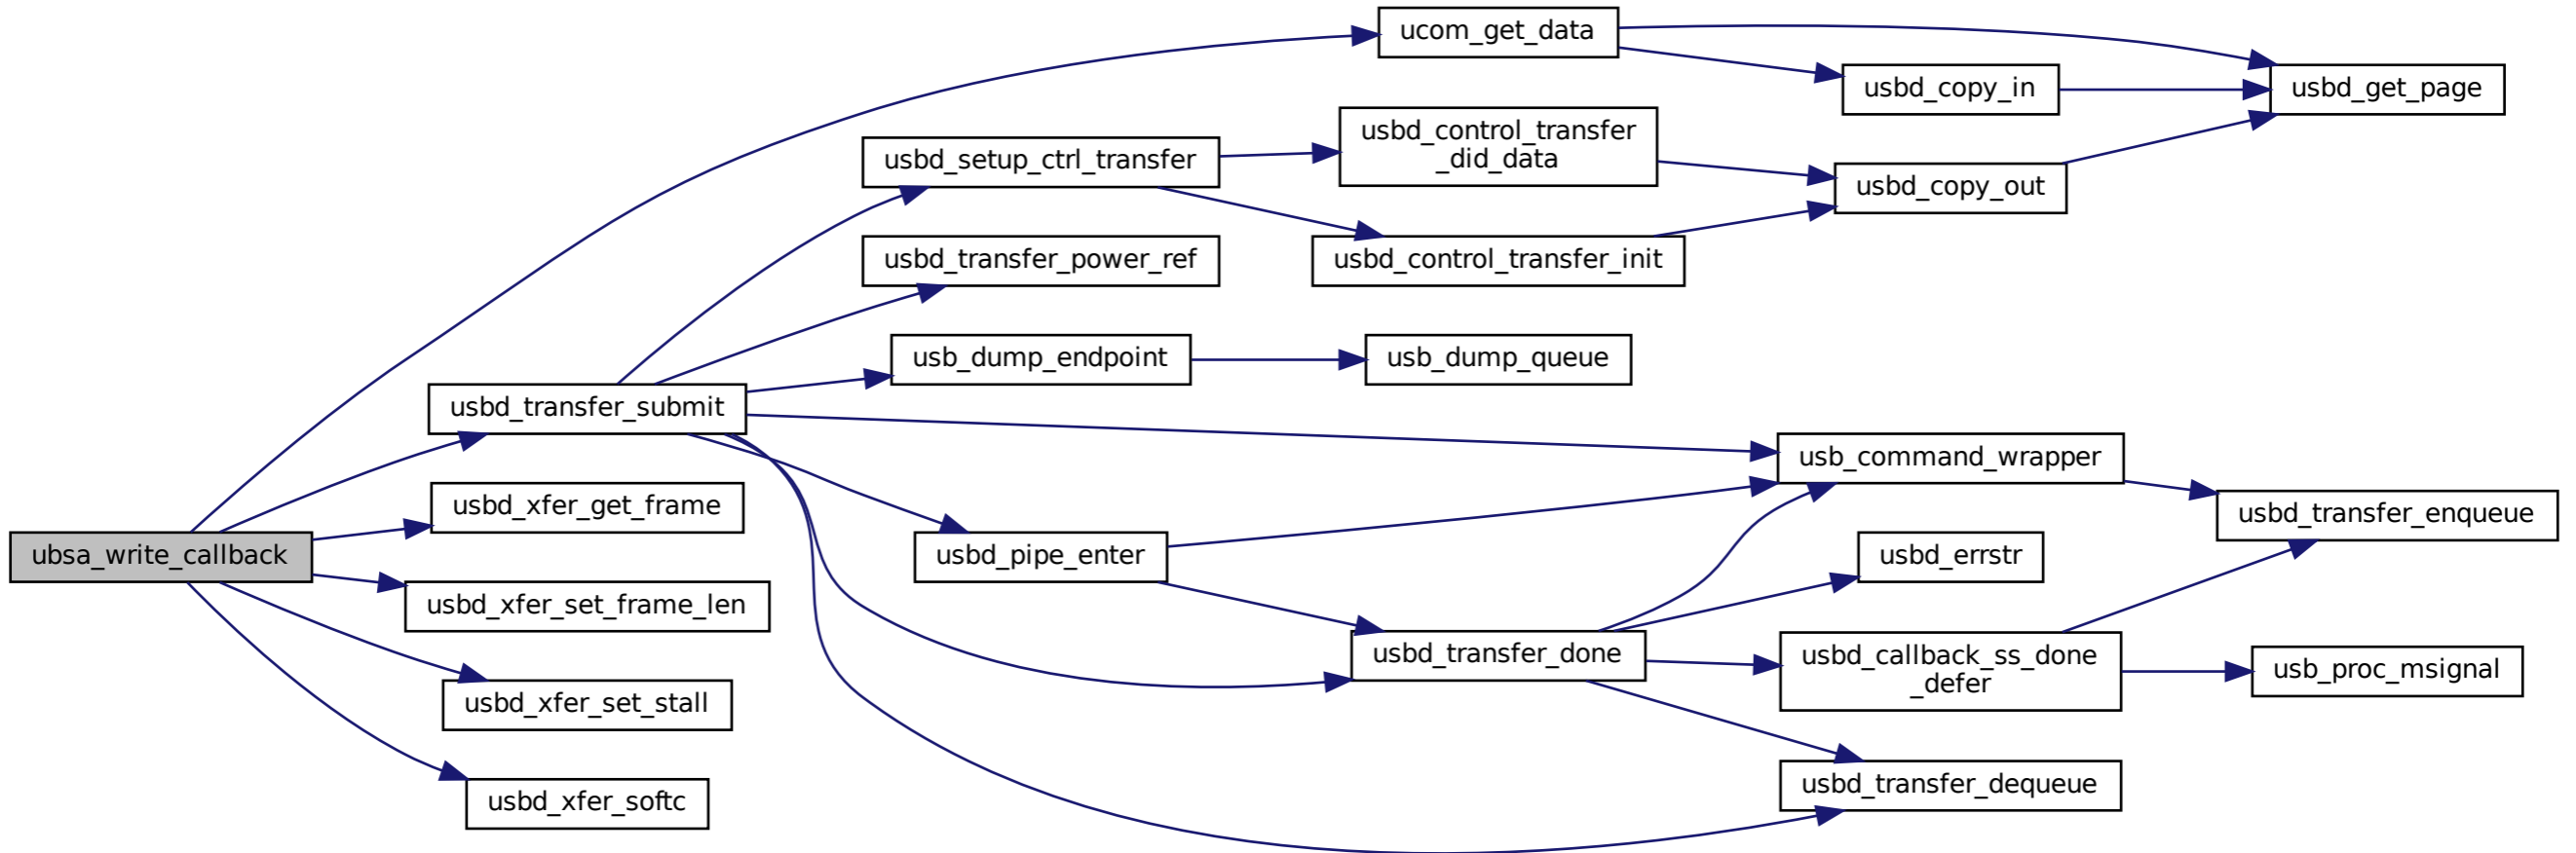 ucom_get_data
usbd_copy_in
usbd_get_page
usbd_control_transfer
_did_data
usbd_setup_ctrl_transfer
usbd_copy_out
usbd_transfer_power_ref
usbd_control_transfer_init
usb_dump_endpoint
usb_dump_queue
usbd_transfer_submit
usb_command_wrapper
usbd_xfer_get_frame
usbd_transfer_enqueue
ubsa_write_callback
usbd_pipe_enter
usbd_errstr
usbd_xfer_set_frame_len
usbd_transfer_done
usbd_callback_ss_done
_defer
usb_proc_msignal
usbd_xfer_set_stall
usbd_transfer_dequeue
usbd_xfer_softc